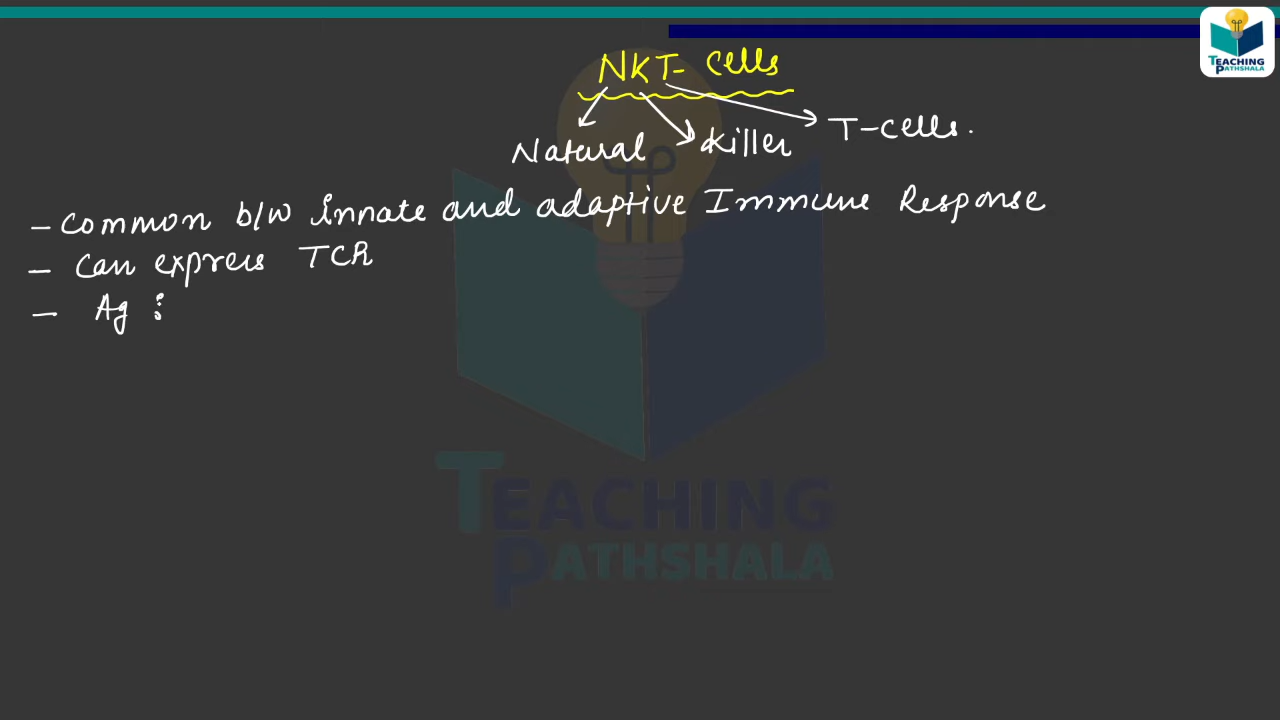 TEACHING
PATHSHALA
NKT- cells
Natural Killer T-cells.
- Common b/w innate and adaptive Immune Response
- Can express TCR
- Ag :
TEACHING
PATHSHALA